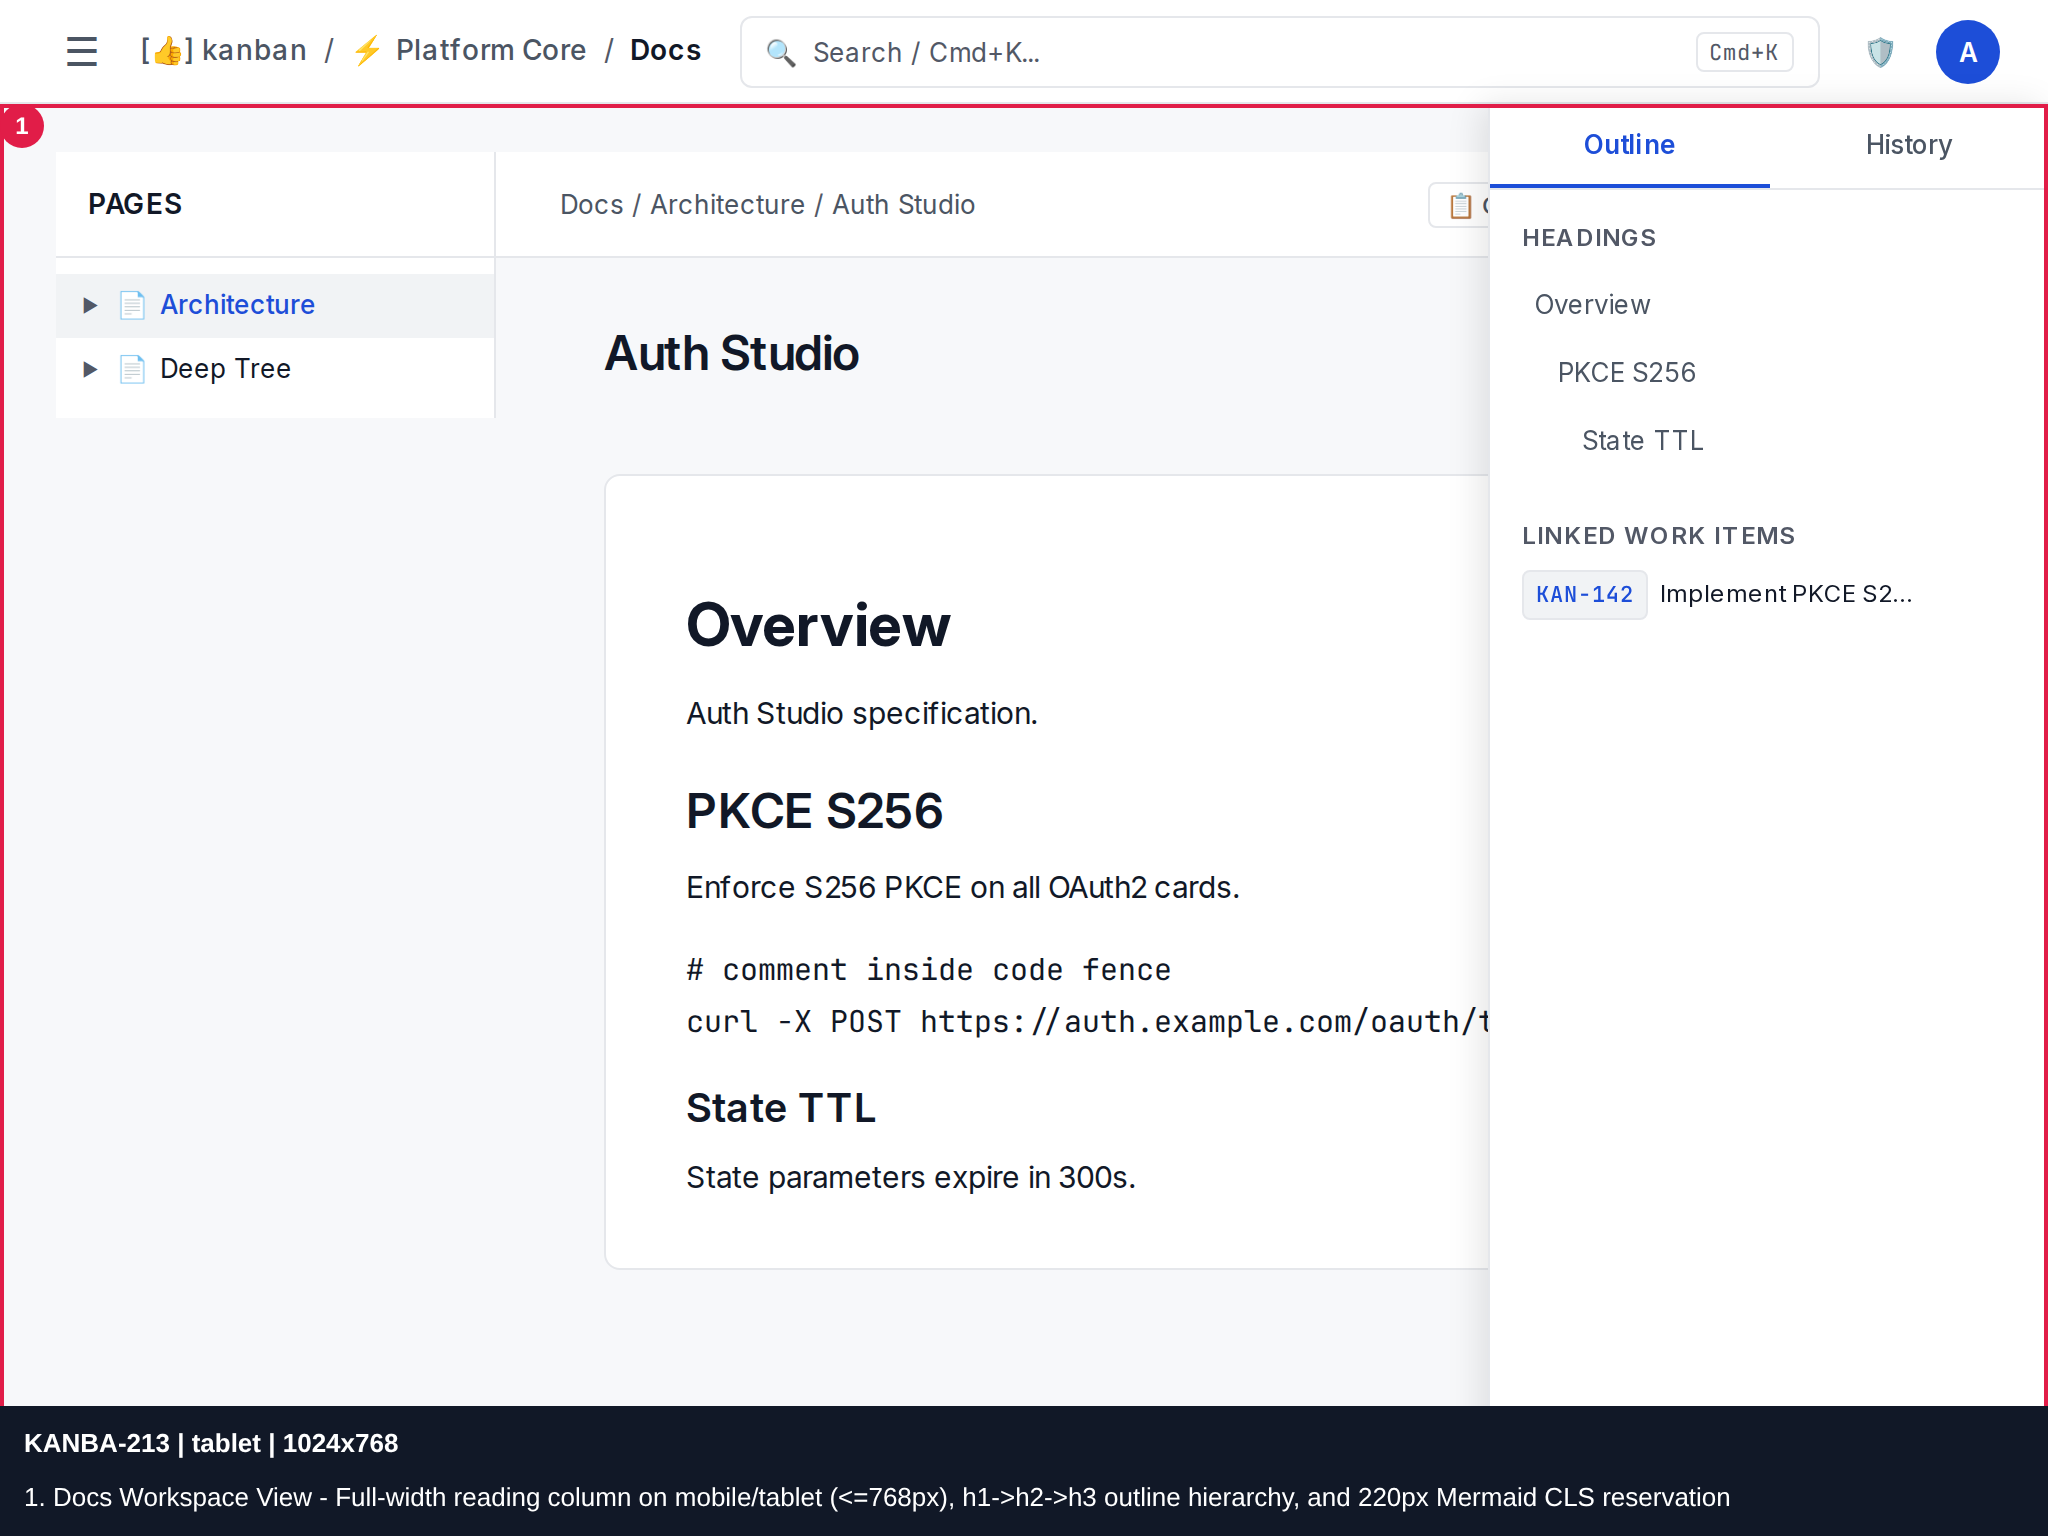 ☰ [👍] kanban / ⚡ Platform Core / Docs
🔍 Search / Cmd+K...
Cmd+K
🛡️
A
1
PAGES
▶ 📄 Architecture
▶ 📄 Deep Tree
Docs / Architecture / Auth Studio
📋
Auth Studio
Overview
Auth Studio specification.
PKCE S256
Enforce S256 PKCE on all OAuth2 cards.
# comment inside code fence
curl -X POST https://auth.example.com/oauth/t
State TTL
State parameters expire in 300s.
Outline
History
HEADINGS
Overview
PKCE S256
State TTL
LINKED WORK ITEMS
KAN-142 Implement PKCE S2...
KANBA-213 | tablet | 1024x768
1. Docs Workspace View - Full-width reading column on mobile/tablet (<=768px), h1->h2->h3 outline hierarchy, and 220px Mermaid CLS reservation